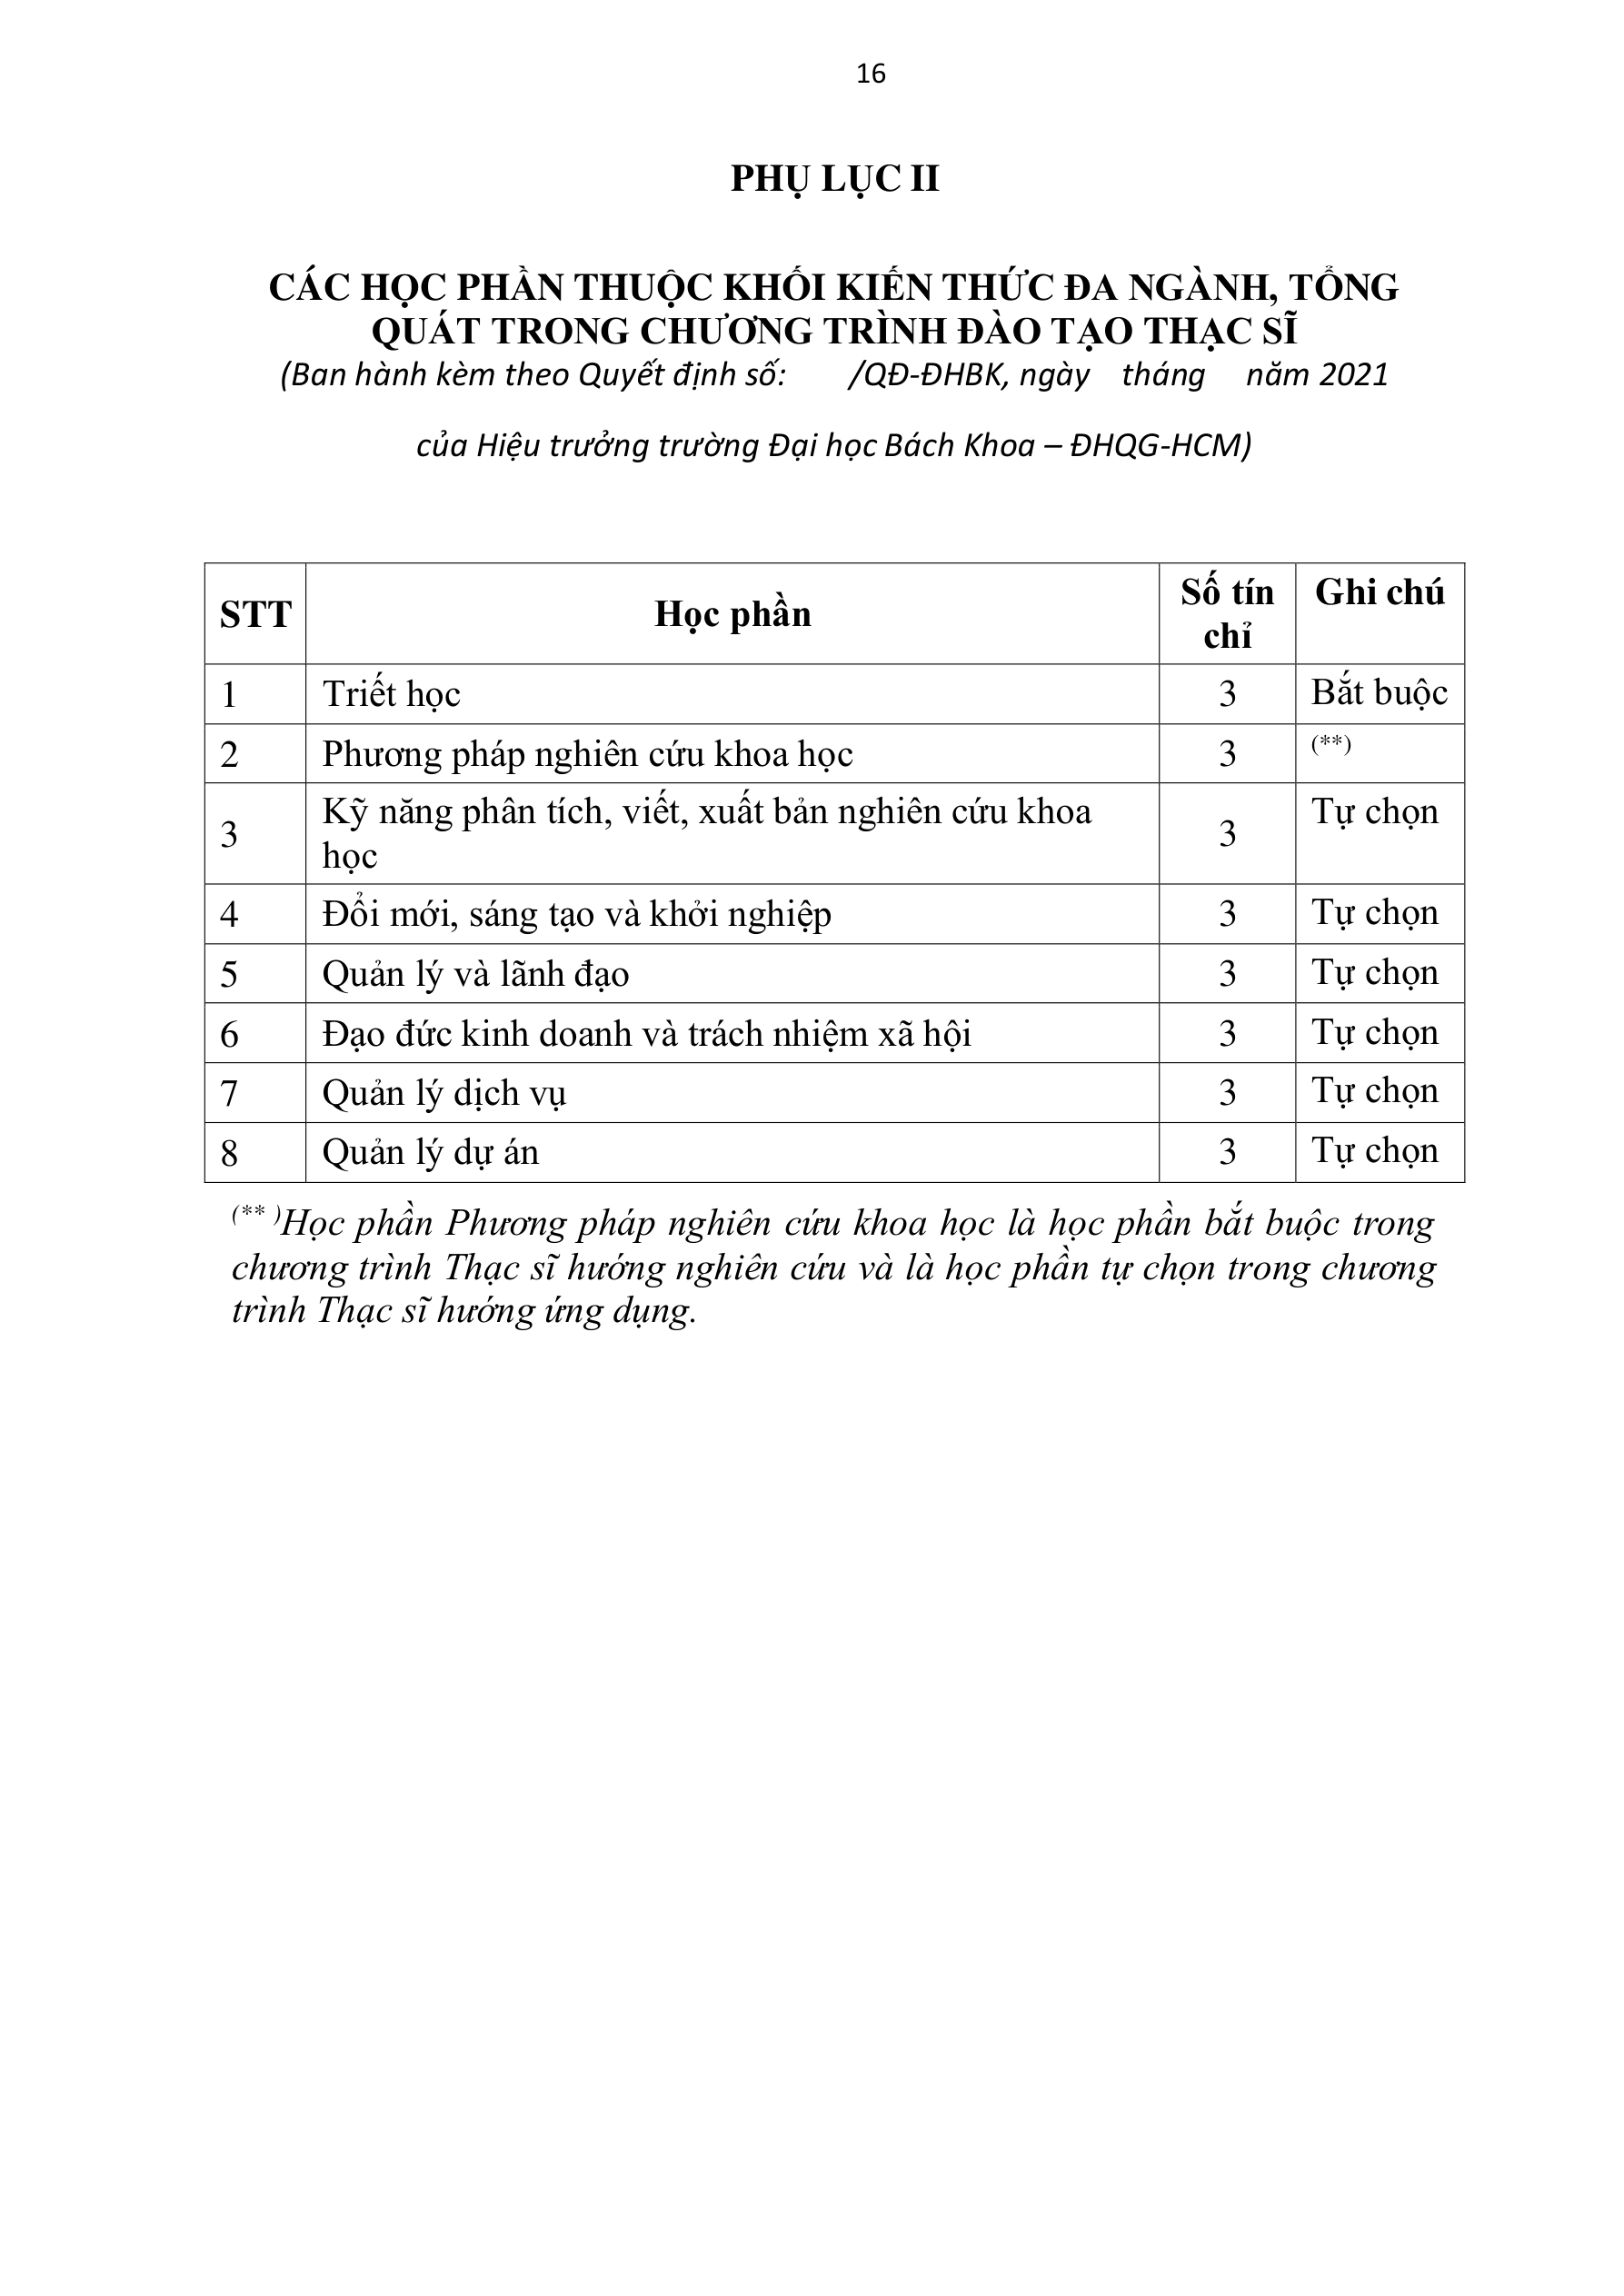 16
PHỤ LỤC II
CÁC HỌC PHẦN THUỘC KHỐI KIẾN THỨC ĐA NGÀNH, TỔNG
QUÁT TRONG CHƯƠNG TRÌNH ĐÀO TẠO THẠC SĨ
(Ban hành kèm theo Quyết định số: /QĐ-ĐHBK, ngày tháng năm 2021
của Hiệu trưởng trường Đại học Bách Khoa – ĐHQG-HCM)
STT Học phần Số tín chỉ Ghi chú
1 Triết học 3 Bắt buộc
2 Phương pháp nghiên cứu khoa học 3 (**)
3 Kỹ năng phân tích, viết, xuất bản nghiên cứu khoa học 3 Tự chọn
4 Đổi mới, sáng tạo và khởi nghiệp 3 Tự chọn
5 Quản lý và lãnh đạo 3 Tự chọn
6 Đạo đức kinh doanh và trách nhiệm xã hội 3 Tự chọn
7 Quản lý dịch vụ 3 Tự chọn
8 Quản lý dự án 3 Tự chọn
(** )Học phần Phương pháp nghiên cứu khoa học là học phần bắt buộc trong
chương trình Thạc sĩ hướng nghiên cứu và là học phần tự chọn trong chương
trình Thạc sĩ hướng ứng dụng.